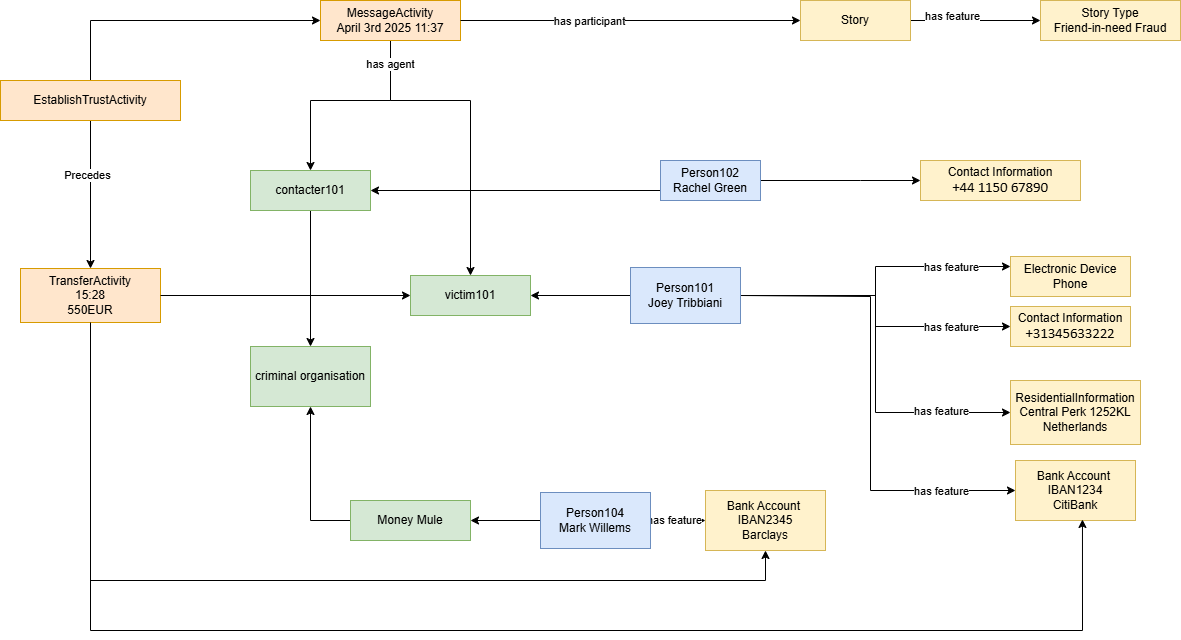 MessageActivity
April 3rd 2025 11:37
has participant
Story
has feature
Story Type
Friend-in-need Fraud
has agent
EstablishTrustActivity
Precedes
contacter101
Person102
Rachel Green
Contact Information
+44 1150 67890
TransferActivity
15:28
550EUR
victim101
Person101
Joey Tribbiani
has feature
Electronic Device
Phone
has feature
Contact Information
+31345633222
criminal organisation
has feature
ResidentialInformation
Central Perk 1252KL
Netherlands
has feature
Bank Account
IBAN1234
CitiBank
Money Mule
Person104
Mark Willems
has feature
Bank Account
IBAN2345
Barclays